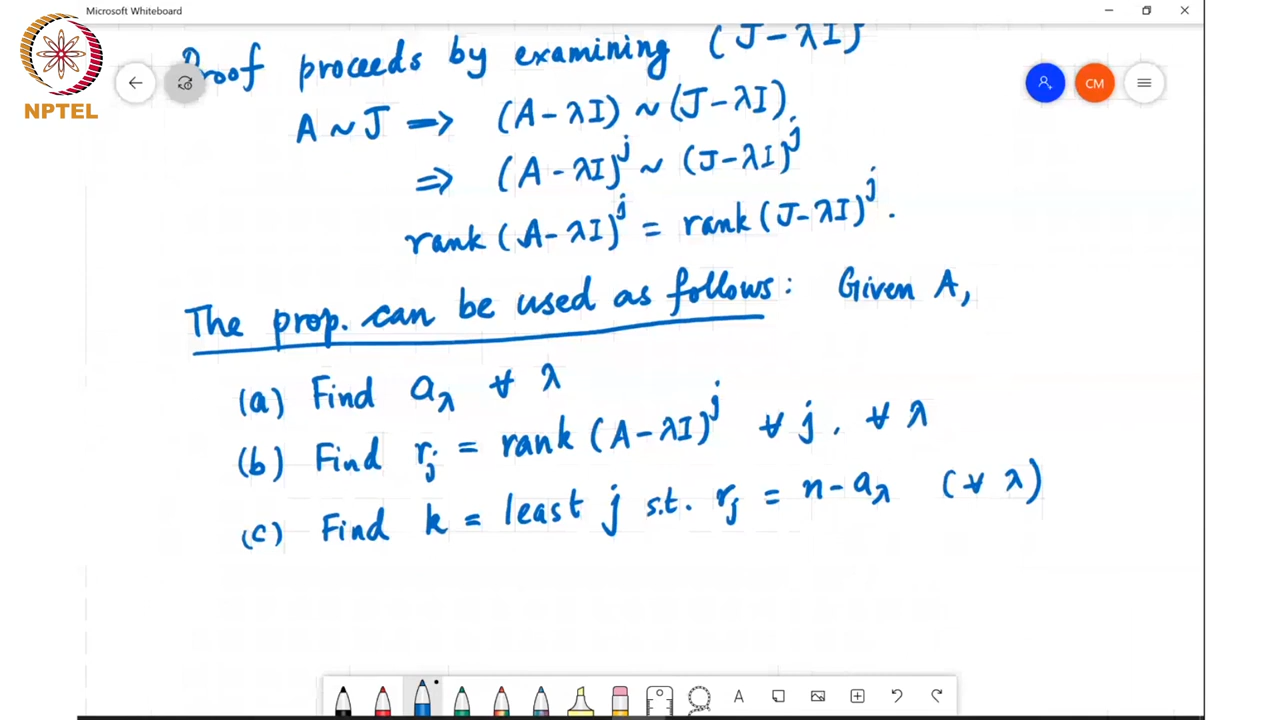 Microsoft Whiteboard
Proof proceeds by examining (J-λI)
NPTEL
CM
A ~ J ⟹ (A-λI) ~ (J-λI)
⟹ (A-λI)^j ~ (J-λI)^j
rank (A-λI)^j = rank (J-λI)^j.
The prop. can be used as follows: Given A,
(a) Find a_λ ∀ λ
(b) Find r_j = rank (A-λI)^j ∀ j, ∀ λ
(c) Find k = least j s.t. r_j = n-a_λ (∀ λ)
A